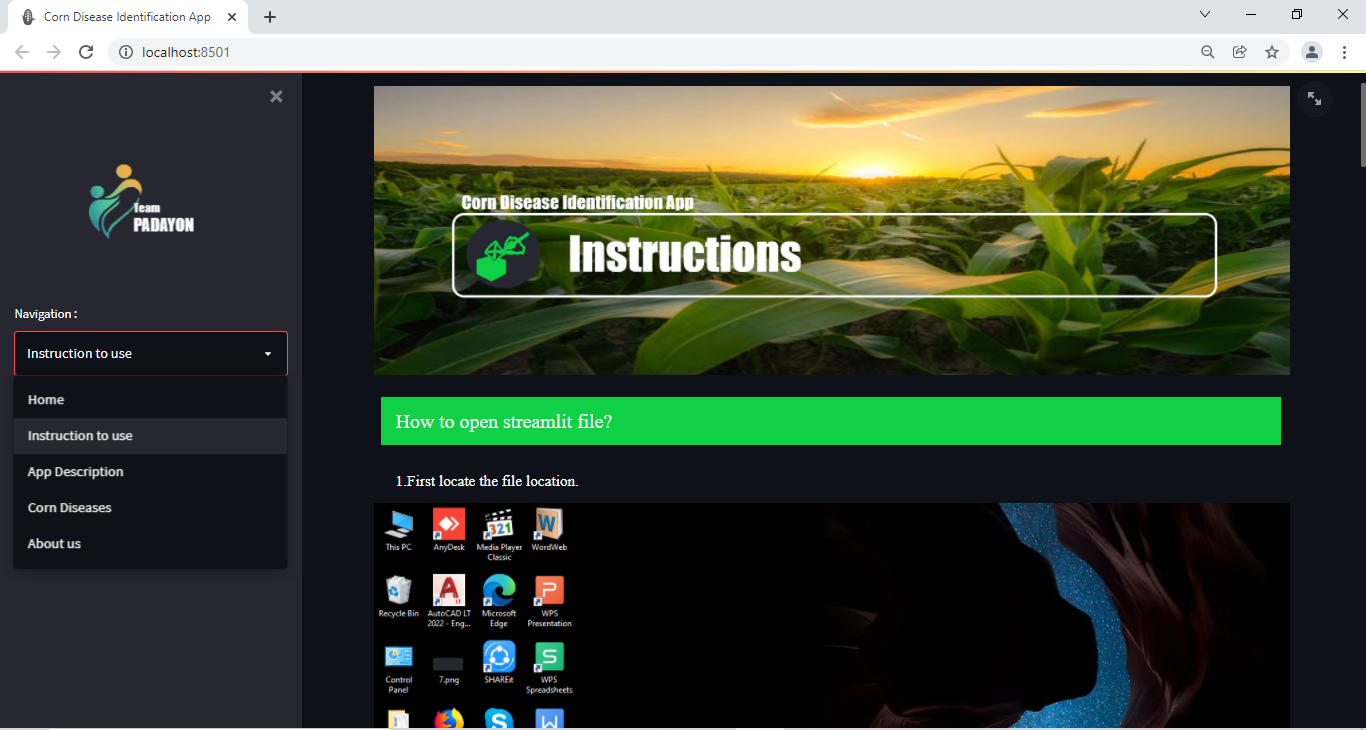 Corn Disease Identification App
localhost:8501
Team
PADAYON
Navigation :
Instruction to use
Home
Instruction to use
App Description
Corn Diseases
About us
Corn Disease Identification App
Instructions
How to open streamlit file?
1.First locate the file location.
This PC
AnyDesk
Media Player
Classic
WordWeb
Recycle Bin
AutoCAD LT
2022 - Eng...
Microsoft
Edge
WPS
Presentation
Control
Panel
7.png
SHAREit
WPS
Spreadsheets